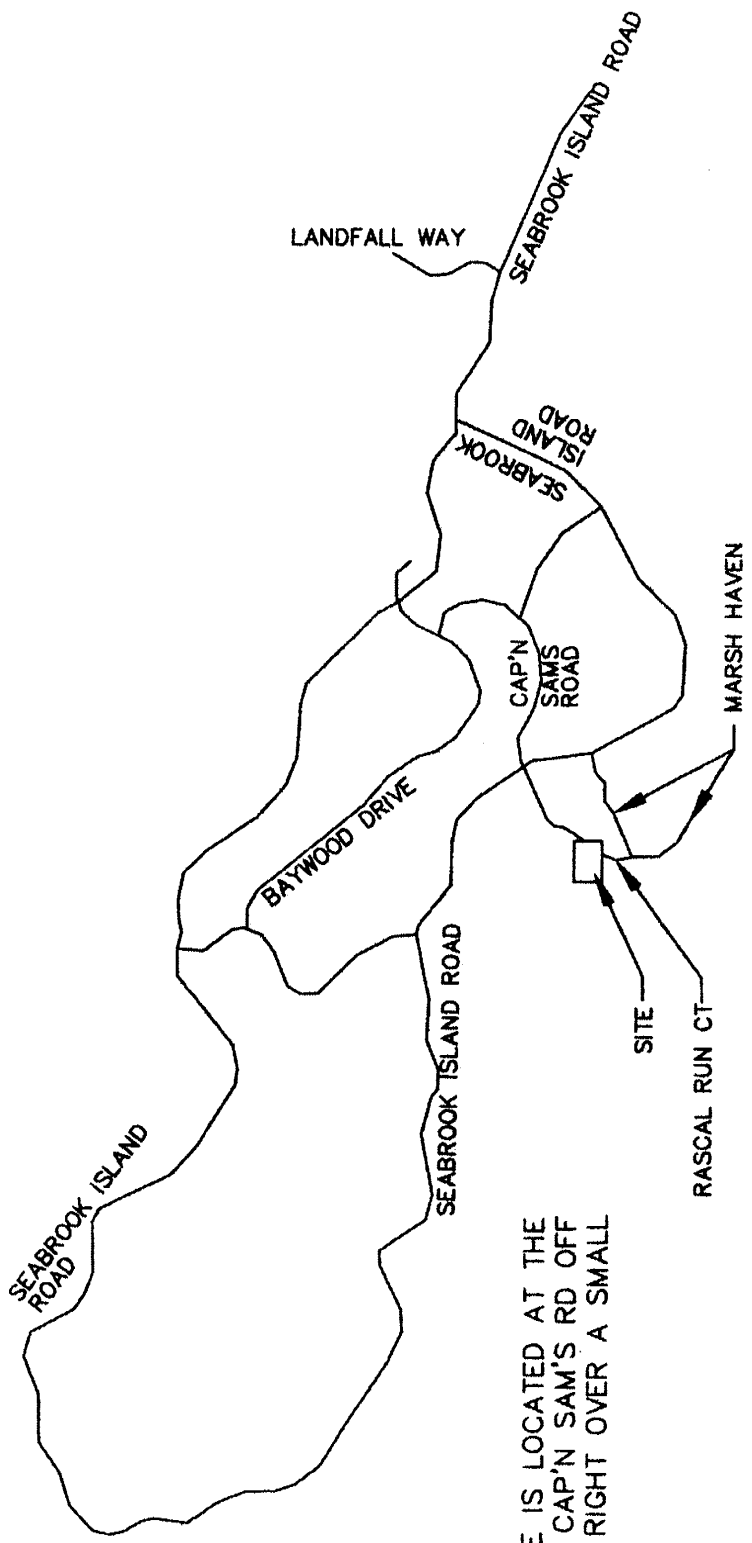 LANDFALL WAY
SEABROOK ISLAND ROAD
SEABROOK
ISLAND
ROAD
CAP'N
SAMS
ROAD
BAYWOOD DRIVE
MARSH HAVEN
SEABROOK ISLAND
ROAD
SEABROOK ISLAND ROAD
SITE
RASCAL RUN CT
IS LOCATED AT THE
CAP'N SAM'S RD OFF
RIGHT OVER A SMALL